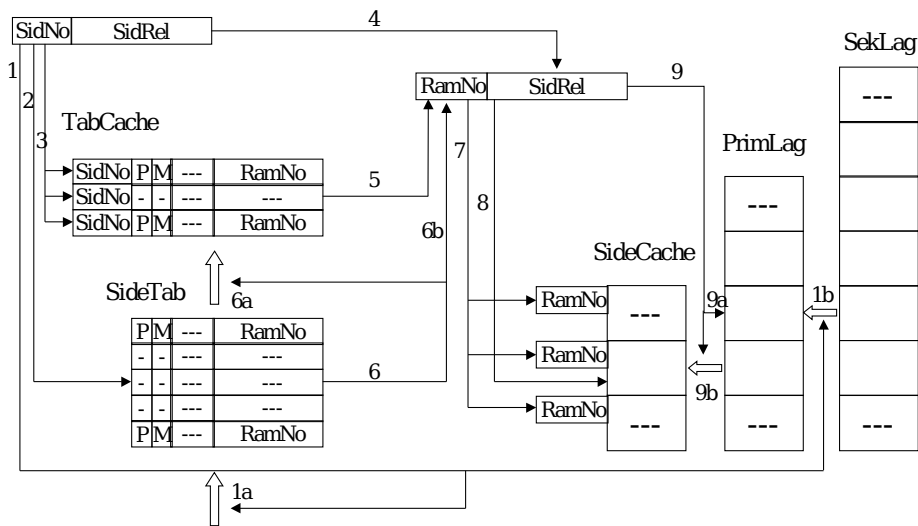 4
SidNo SidRel
SekLag
1
9
RamNo SidRel
---
2
TabCache
3
PrimLag
7
SidNo P M --- RamNo
5
SidNo - - ---
---
8
SidNo P M --- RamNo
6b
SideCache
SideTab
6a
RamNo
9a
1b
---
P M --- RamNo
- - --- ---
RamNo
6
- - --- ---
9b
- - --- ---
RamNo
---
---
---
P M --- RamNo
1a